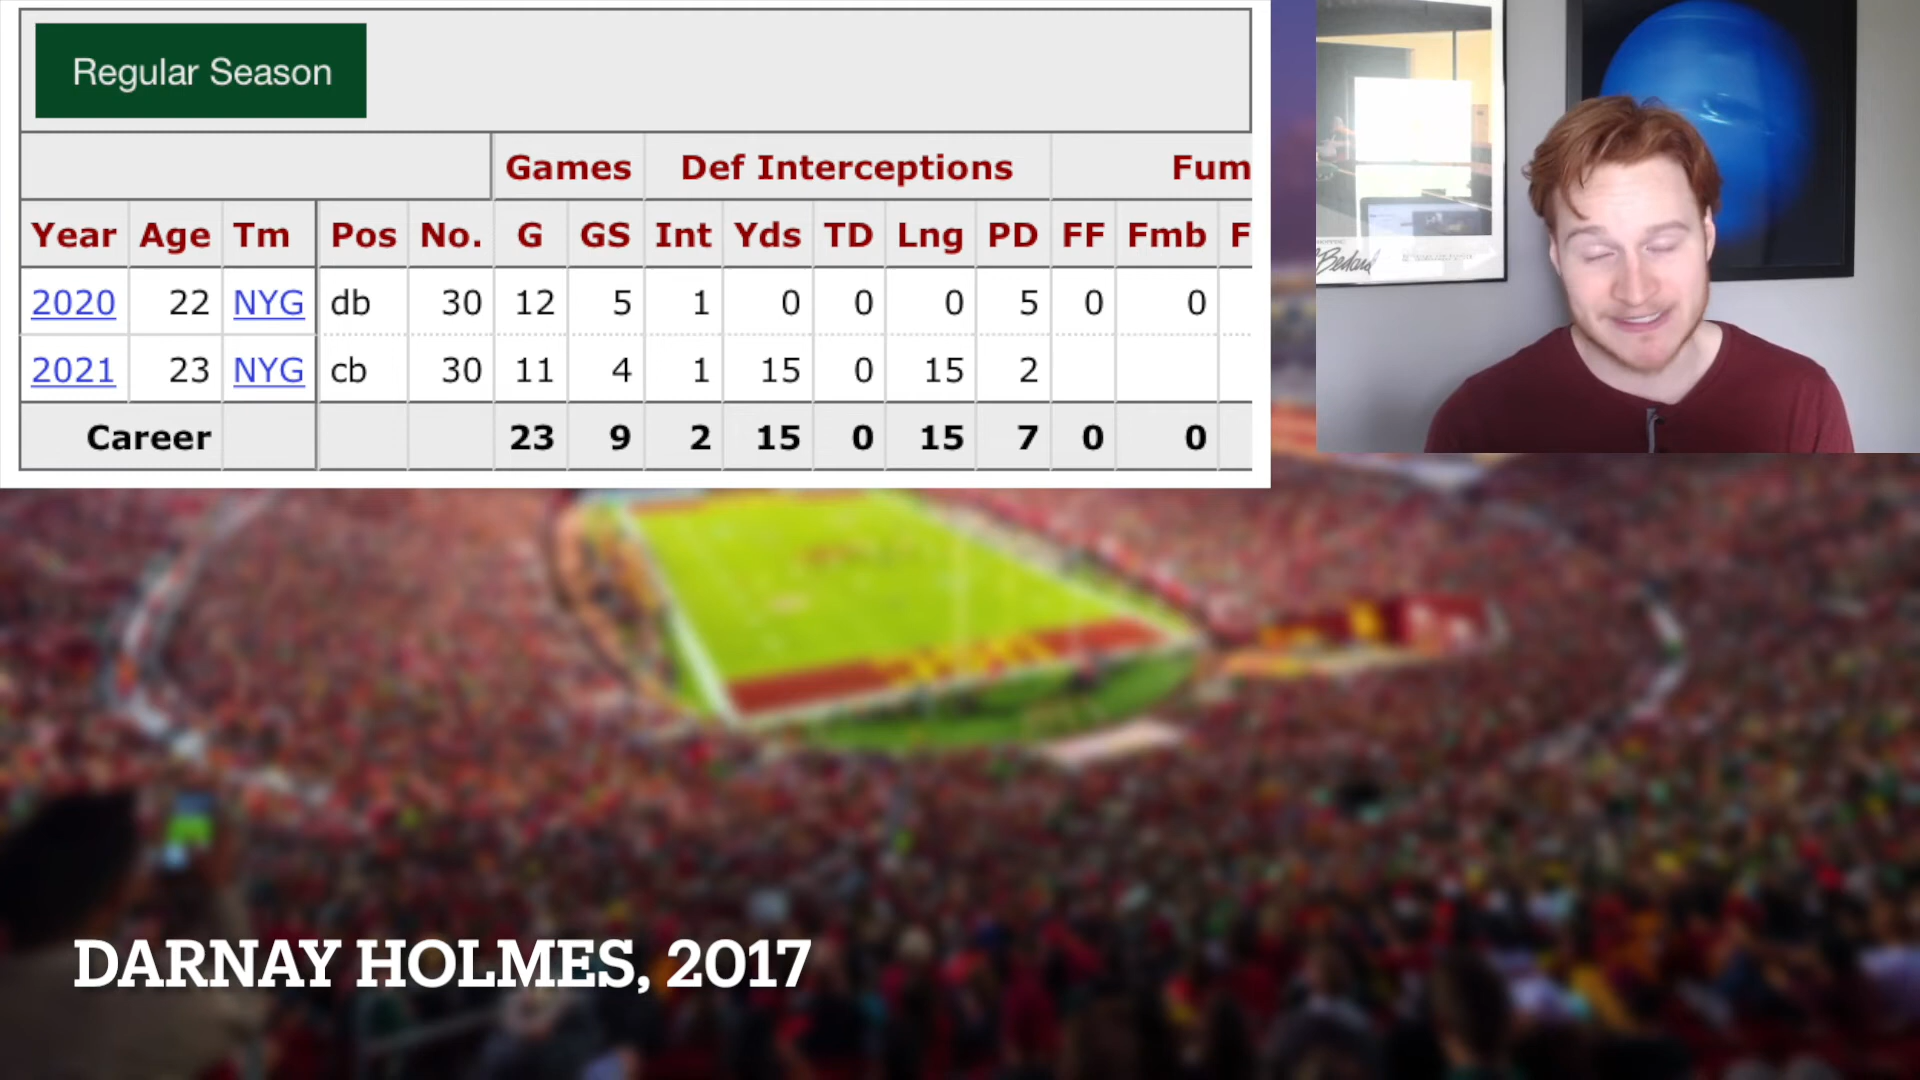 Regular Season
Games Def Interceptions Fum
Year Age Tm Pos No. G GS Int Yds TD Lng PD FF Fmb F
2020 22 NYG db 30 12 5 1 0 0 0 5 0 0
2021 23 NYG cb 30 11 4 1 15 0 15 2
Career 23 9 2 15 0 15 7 0 0
Bedard
DARNAY HOLMES, 2017